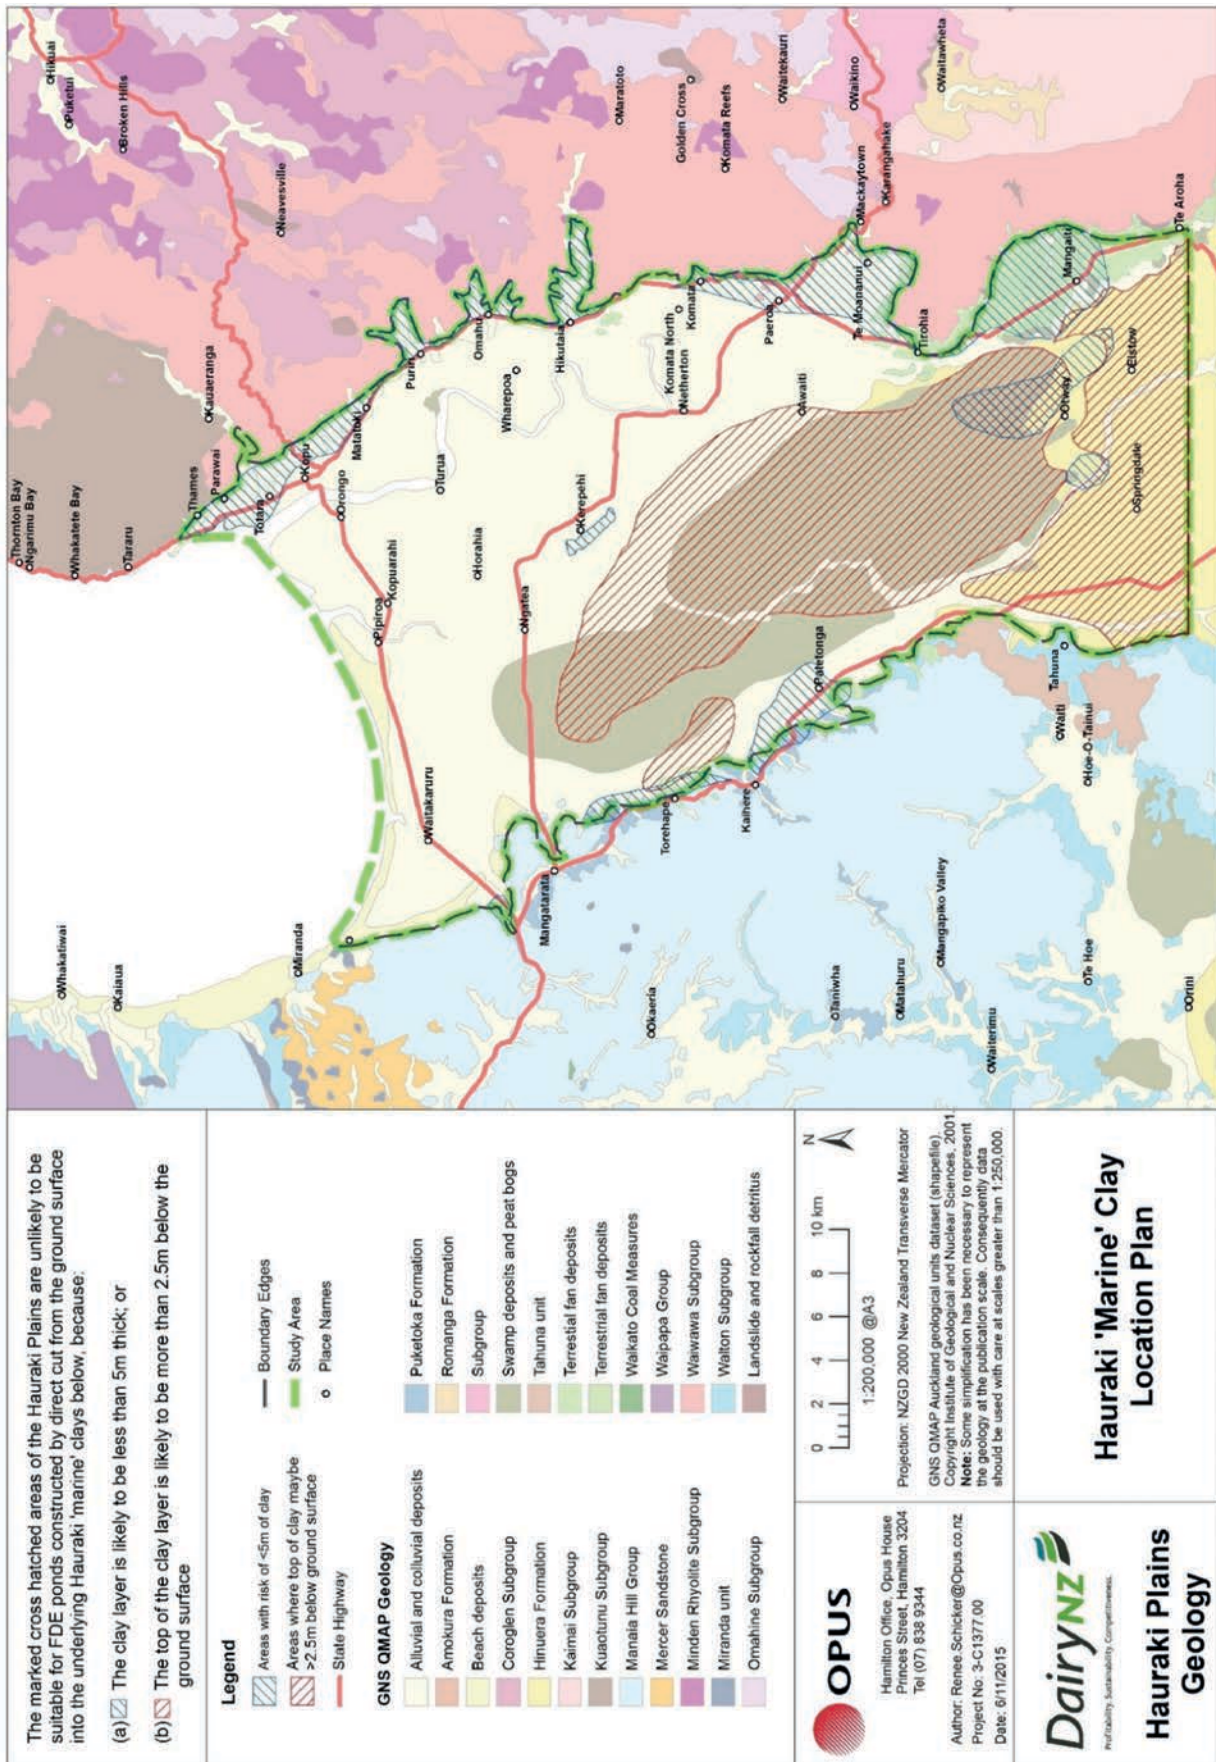 The marked cross hatched areas of the Hauraki Plains are unlikely to be
suitable for FDE ponds constructed by direct cut from the ground surface
into the underlying Hauraki 'marine' clays below, because:
(a) The clay layer is likely to be less than 5m thick; or
(b) The top of the clay layer is likely to be more than 2.5m below the
ground surface
Legend
Areas with risk of <5m of clay
Areas where top of clay maybe
>2.5m below ground surface
State Highway
Boundary Edges
Study Area
Place Names
GNS QMAP Geology
Alluvial and colluvial deposits
Amokura Formation
Beach deposits
Coroglen Subgroup
Hinuera Formation
Kaimai Subgroup
Kuaotunu Subgroup
Manaia Hill Group
Mercer Sandstone
Minden Rhyolite Subgroup
Miranda unit
Omahine Subgroup
Puketoka Formation
Romanga Formation
Subgroup
Swamp deposits and peat bogs
Tahuna unit
Terrestial fan deposits
Terrestrial fan deposits
Waikato Coal Measures
Waipapa Group
Waiwawa Subgroup
Walton Subgroup
Landslide and rockfall detritus
OPUS
Hamilton Office, Opus House
Princes Street, Hamilton 3204
Tel (07) 838 9344
Author: Renee.Schicker@Opus.co.nz
Project No: 3-C1377.00
Date: 6/11/2015
0 2 4 6 8 10 km
N
1:200,000 @A3
Projection: NZGD 2000 New Zealand Transverse Mercator
GNS QMAP Auckland geological units dataset (shapefile).
Copyright Institute of Geological and Nuclear Sciences, 2001.
Note: Some simplification has been necessary to represent
the geology at the publication scale. Consequently data
should be used with care at scales greater than 1:250,000.
DairyNZ
Profitability. Sustainability. Competitiveness.
Hauraki Plains
Geology
Hauraki 'Marine' Clay
Location Plan
Whakatiwai
Kaiaua
Miranda
Thornton Bay
Ngarimu Bay
Whakatete Bay
Tararu
Thames
Parawai
Totara
Kopu
Kauaeranga
Hikuai
Puketui
Broken Hills
Neavesville
Matatoki
Orongo
Kopuarahi
Pipiroa
Waitakaruru
Turua
Horahia
Puriri
Omahu
Wharepoa
Hikutaia
Maratoto
Golden Cross
Komata Reefs
Waitekauri
Waikino
Waitawheta
Ngatea
Kerepehi
Netherton
Komata North
Komata
Paeroa
Awaiti
Mackaytown
Karangahake
Te Moananui
Tirohia
Mangaiti
Te Aroha
Elstow
Otway
Springdale
Mangatarata
Torehape
Kaihere
Patetonga
Tahuna
Waiti
Hoe-O-Tainui
Okaeria
Taniwha
Matahuru
Mangapiko Valley
Waiterimu
Te Hoe
Orini